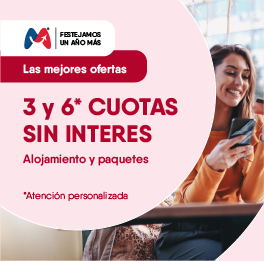 FESTEJAMOS
UN AÑO MÁS
Las mejores ofertas
3 y 6* CUOTAS
SIN INTERES
Alojamiento y paquetes
*Atención personalizada